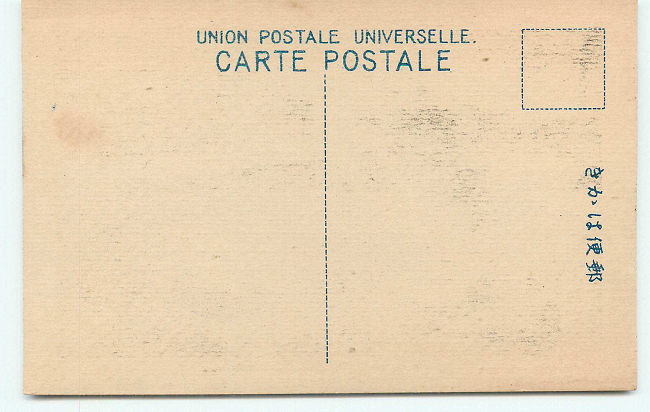 UNION POSTALE UNIVERSELLE.
CARTE POSTALE
きかは便郵